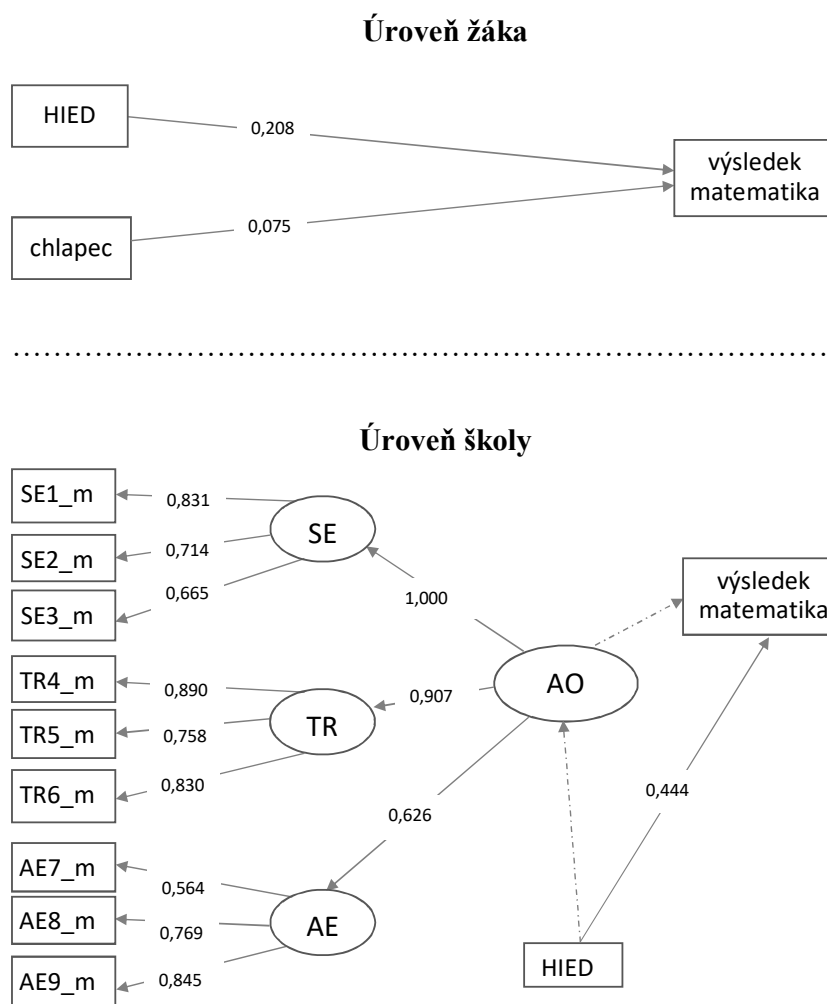 Úroveň žáka
HIED
0,208
výsledek
matematika
chlapec
0,075
Úroveň školy
SE1_m
0,831
SE
SE2_m
0,714
SE3_m
0,665
výsledek
matematika
1,000
AO
TR4_m
0,890
TR
0,907
TR5_m
0,758
TR6_m
0,830
0,626
0,444
AE7_m
0,564
AE
AE8_m
0,769
AE9_m
0,845
HIED